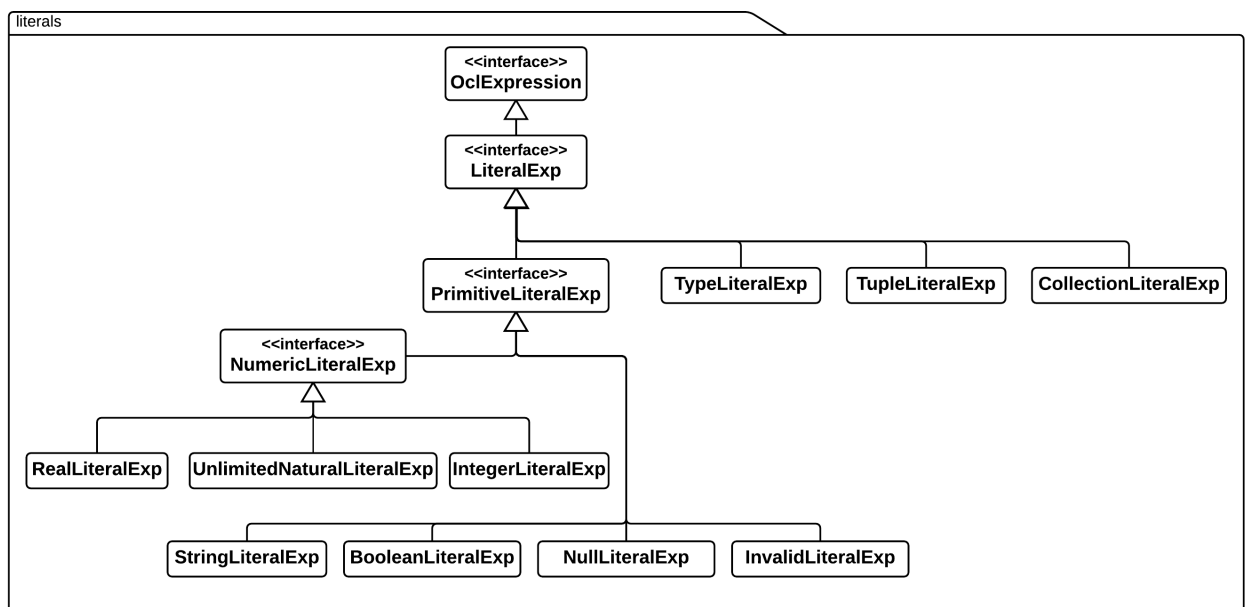 literals
<<interface>>
OclExpression
<<interface>>
LiteralExp
<<interface>>
PrimitiveLiteralExp
TypeLiteralExp
TupleLiteralExp
CollectionLiteralExp
<<interface>>
NumericLiteralExp
RealLiteralExp
UnlimitedNaturalLiteralExp
IntegerLiteralExp
StringLiteralExp
BooleanLiteralExp
NullLiteralExp
InvalidLiteralExp